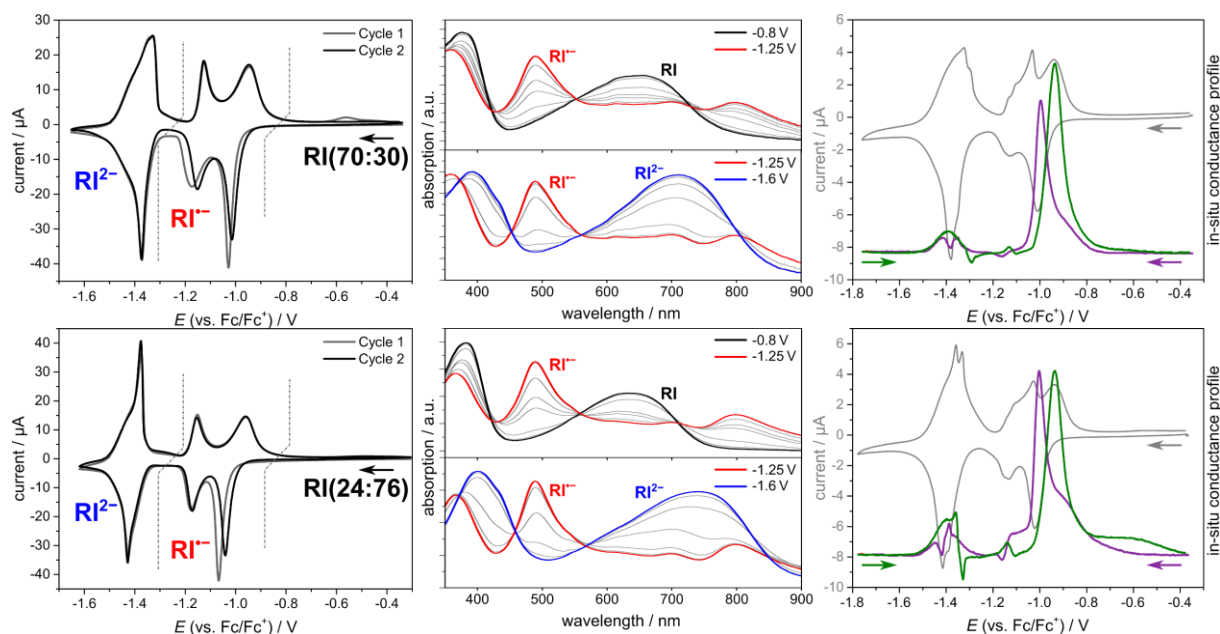 Cycle 1
Cycle 2
RI²⁻
RI•⁻
RI(70:30)
current / µA
30
20
10
0
-10
-20
-30
-40
-1.6
-1.4
-1.2
-1.0
-0.8
-0.6
-0.4
E (vs. Fc/Fc⁺) / V
-0.8 V
-1.25 V
RI•⁻
RI
-1.25 V
-1.6 V
RI•⁻
RI²⁻
absorption / a.u.
400
500
600
700
800
900
wavelength / nm
current / µA
6
4
2
0
-2
-4
-6
-8
-10
-1.8
-1.6
-1.4
-1.2
-1.0
-0.8
-0.6
-0.4
E (vs. Fc/Fc⁺) / V
in-situ conductance profile
Cycle 1
Cycle 2
RI²⁻
RI•⁻
RI(24:76)
current / µA
40
30
20
10
0
-10
-20
-30
-40
-1.6
-1.4
-1.2
-1.0
-0.8
-0.6
-0.4
E (vs. Fc/Fc⁺) / V
-0.8 V
-1.25 V
RI•⁻
RI
-1.25 V
-1.6 V
RI•⁻
RI²⁻
absorption / a.u.
400
500
600
700
800
900
wavelength / nm
current / µA
6
4
2
0
-2
-4
-6
-8
-1.8
-1.6
-1.4
-1.2
-1.0
-0.8
-0.6
-0.4
E (vs. Fc/Fc⁺) / V
in-situ conductance profile